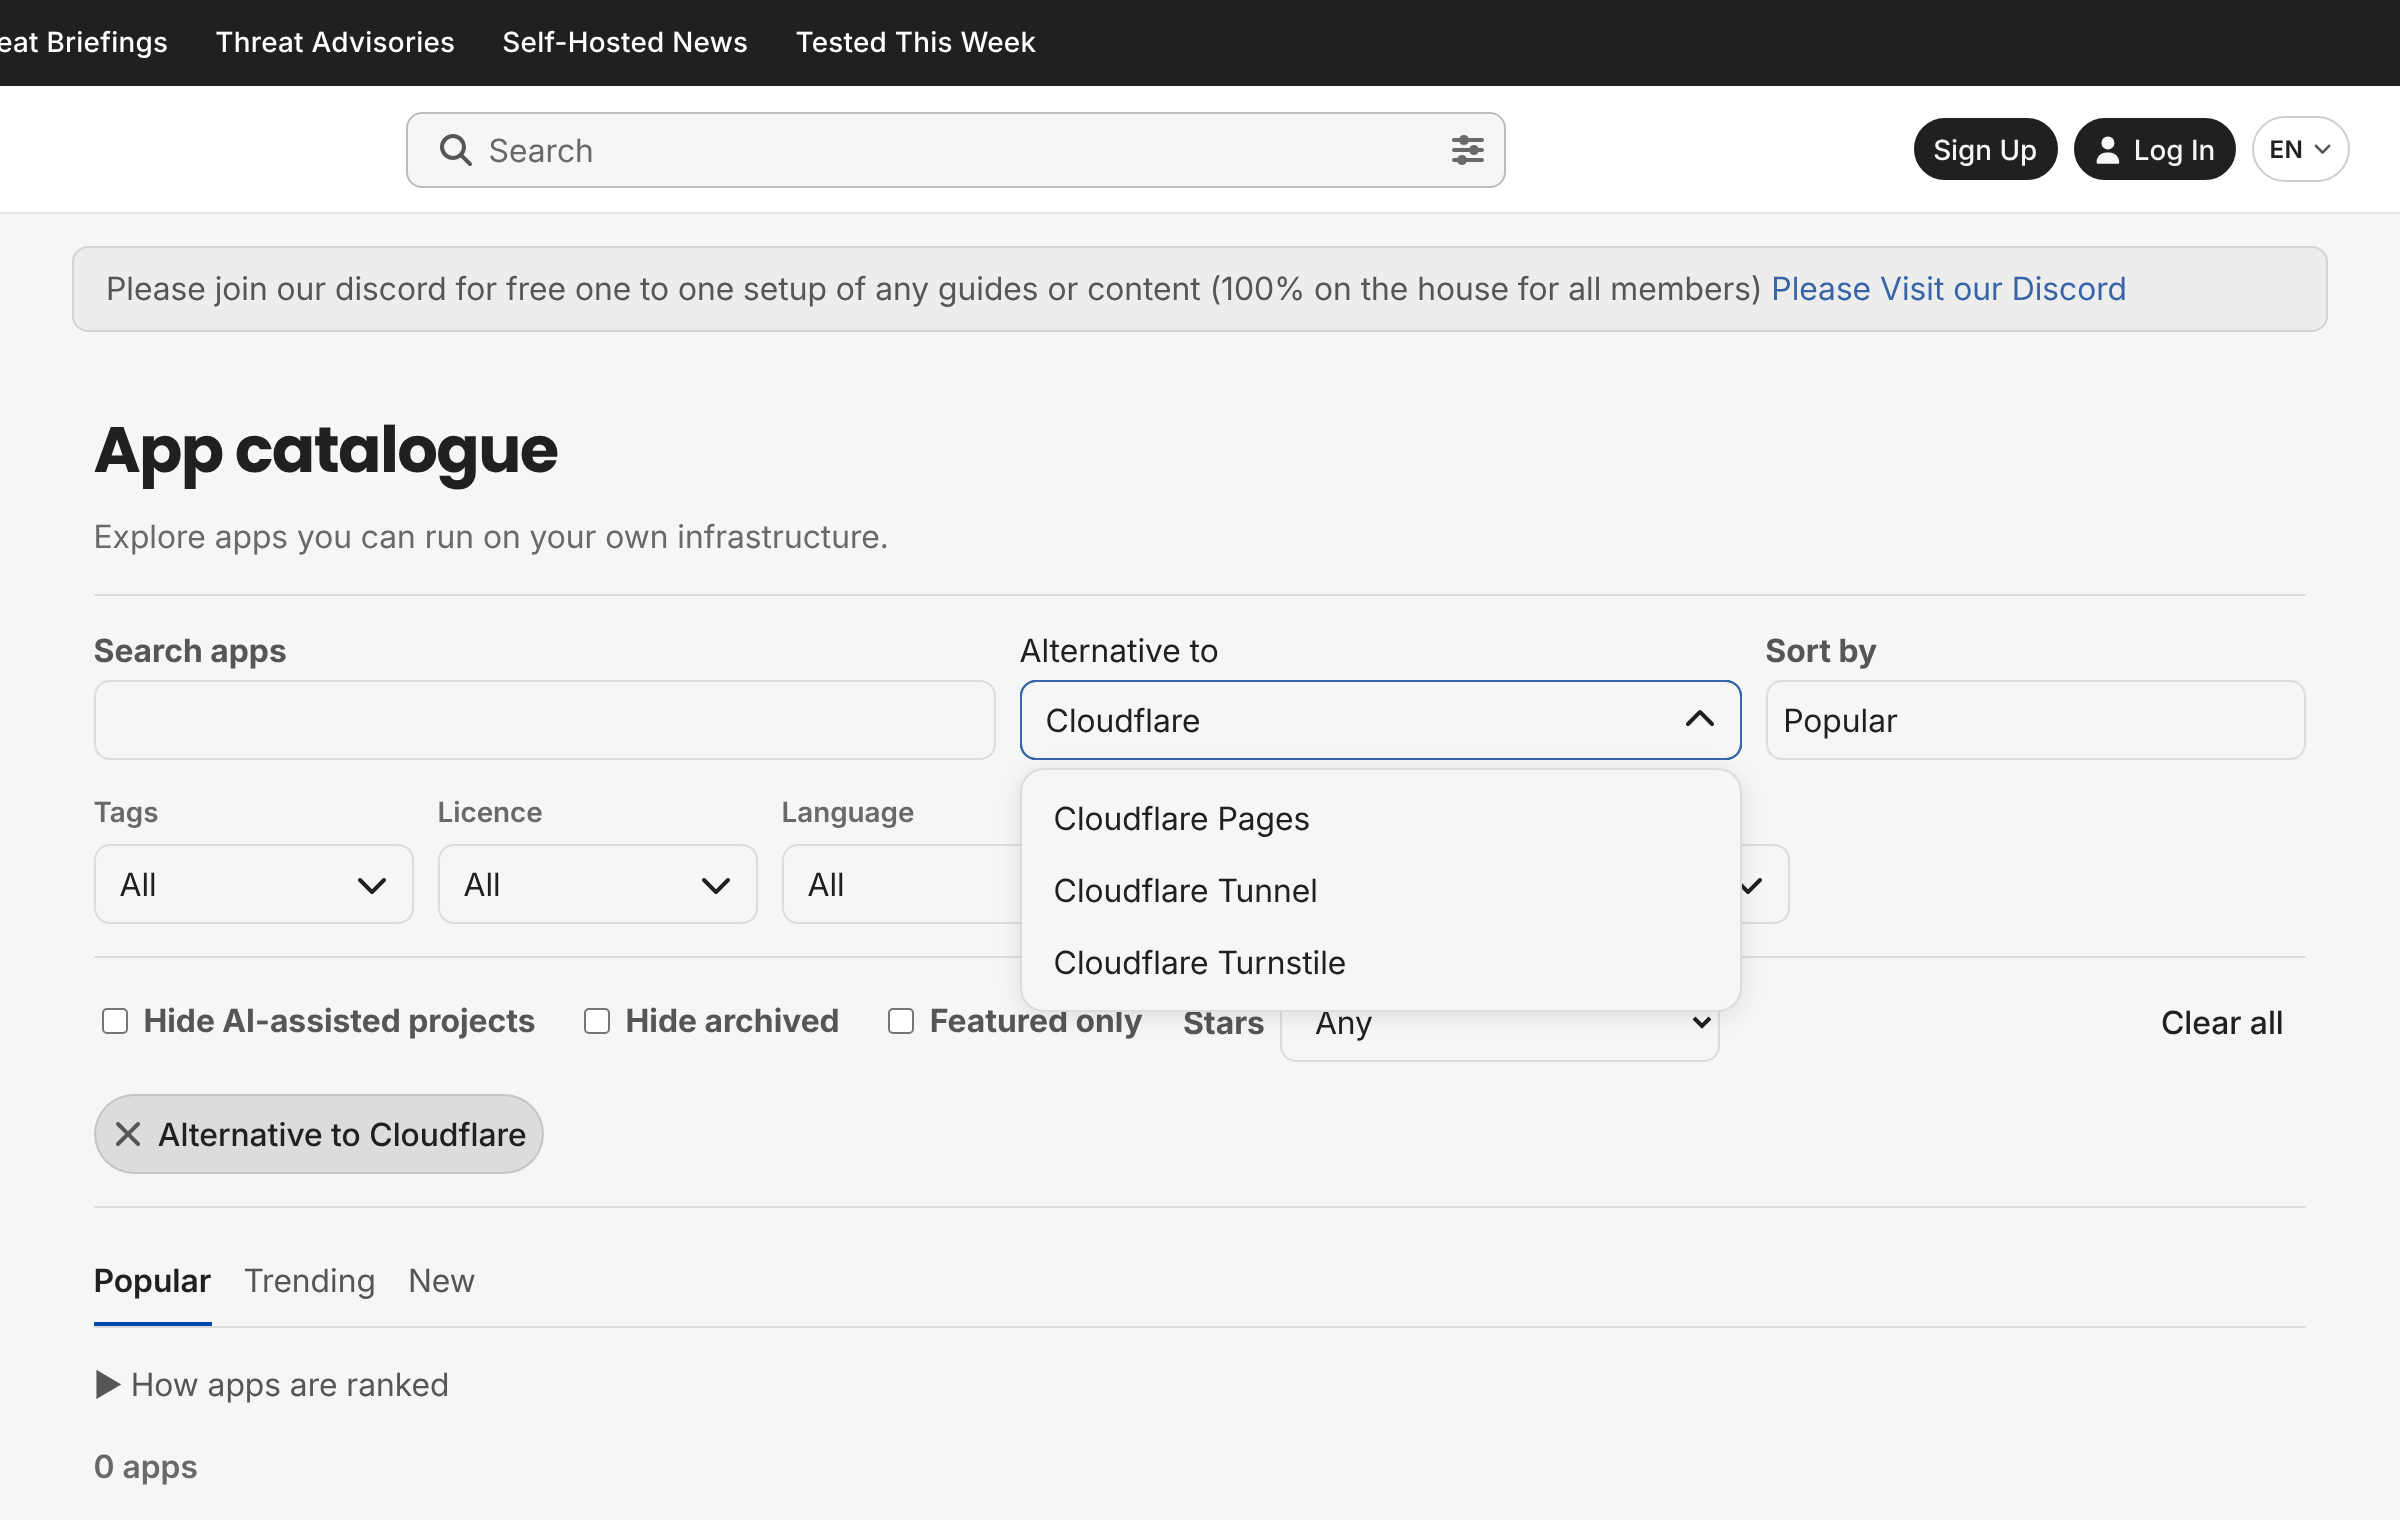 eat Briefings Threat Advisories Self-Hosted News Tested This Week
Search Sign Up Log In EN
Please join our discord for free one to one setup of any guides or content (100% on the house for all members) Please Visit our Discord
App catalogue
Explore apps you can run on your own infrastructure.
Search apps Alternative to Sort by
Cloudflare Popular
Cloudflare Pages
Cloudflare Tunnel
Cloudflare Turnstile
Tags Licence Language
All All All
Hide AI-assisted projects Hide archived Featured only Stars Any Clear all
Alternative to Cloudflare
Popular Trending New
How apps are ranked
0 apps